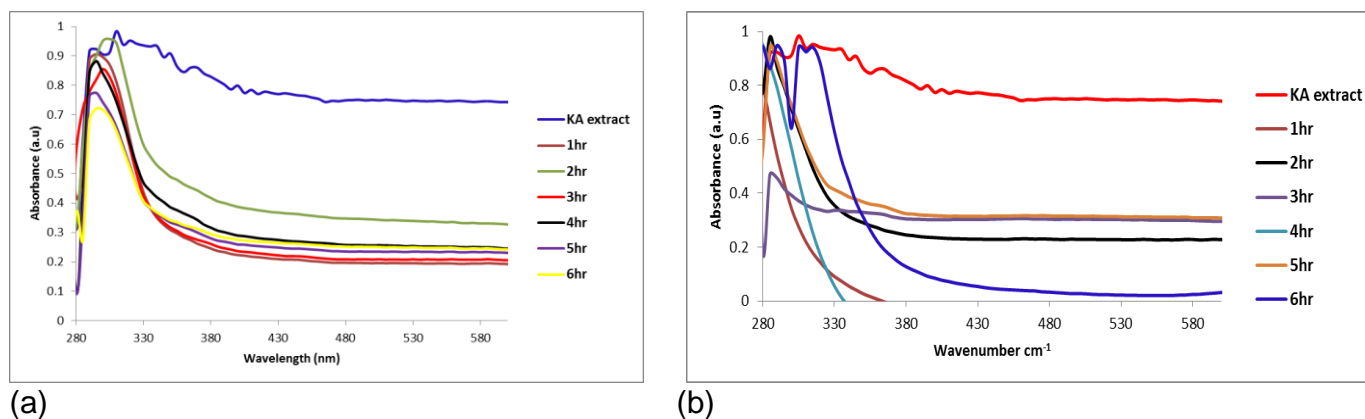 1
0.9
0.8
0.7
0.6
0.5
0.4
0.3
0.2
0.1
0
Absorbance (a.u)
280 330 380 430 480 530 580
Wavelength (nm)
KA extract
1hr
2hr
3hr
4hr
5hr
6hr
(a)
1
0.8
0.6
0.4
0.2
0
Absorbance (a.u)
280 330 380 430 480 530 580
Wavenumber cm⁻¹
KA extract
1hr
2hr
3hr
4hr
5hr
6hr
(b)